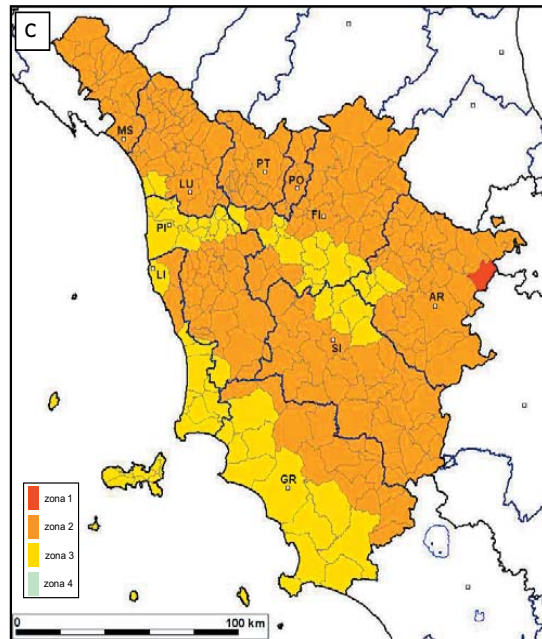 C
MS
LU
PT
PO
PI
FI
LI
AR
SI
GR
zona 1
zona 2
zona 3
zona 4
0 100 km